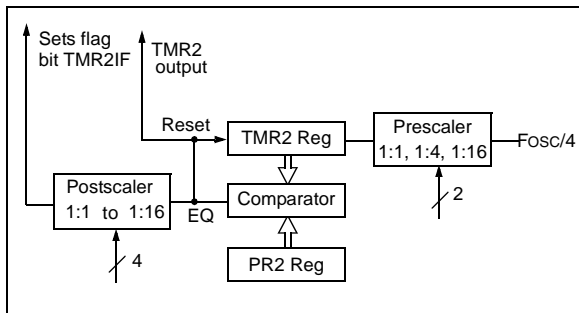 Sets flag
bit TMR2IF
TMR2
output
Reset
TMR2 Reg
Prescaler
1:1, 1:4, 1:16
FOSC/4
2
Postscaler
1:1 to 1:16
EQ
Comparator
4
PR2 Reg